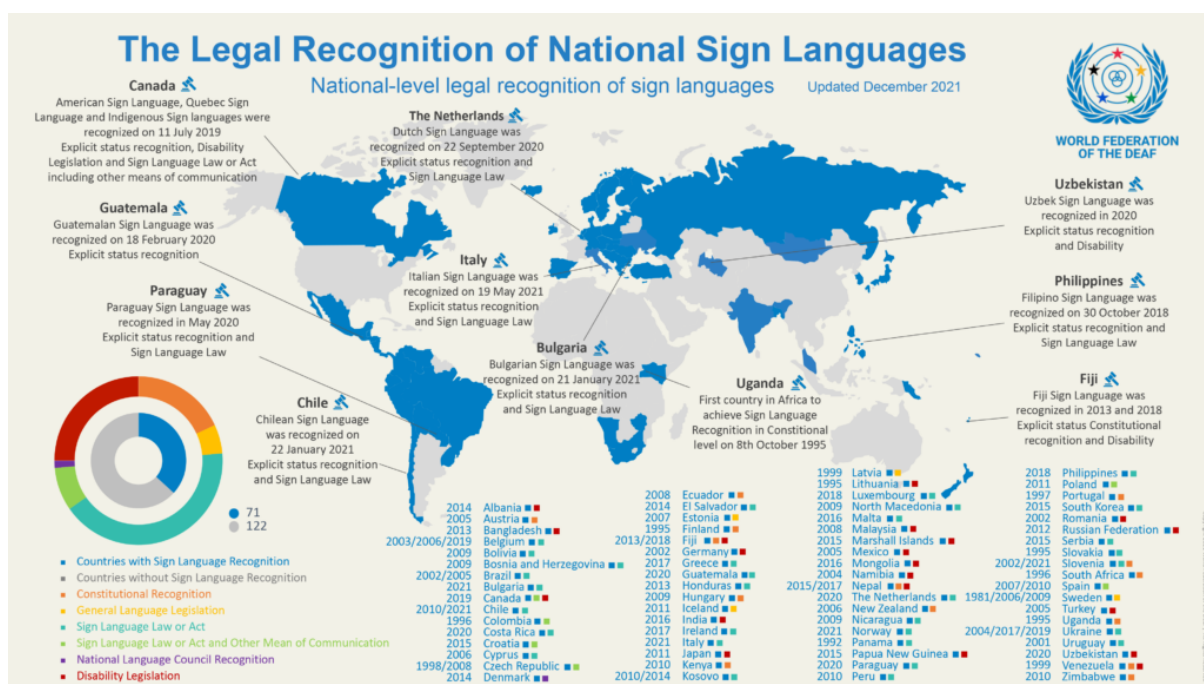 The Legal Recognition of National Sign Languages
National-level legal recognition of sign languages
Updated December 2021
WORLD FEDERATION
OF THE DEAF
Canada
American Sign Language, Quebec Sign
Language and Indigenous Sign languages were
recognized on 11 July 2019
Explicit status recognition, Disability
Legislation and Sign Language Law or Act
including other means of communication
The Netherlands
Dutch Sign Language was
recognized on 22 September 2020
Explicit status recognition and
Sign Language Law
Uzbekistan
Uzbek Sign Language was
recognized in 2020
Explicit status recognition
and Disability
Guatemala
Guatemalan Sign Language was
recognized on 18 February 2020
Explicit status recognition
Italy
Italian Sign Language was
recognized on 19 May 2021
Explicit status recognition
and Sign Language Law
Philippines
Filipino Sign Language was
recognized on 30 October 2018
Explicit status recognition and
Sign Language Law
Paraguay
Paraguay Sign Language was
recognized in May 2020
Explicit status recognition and
Sign Language Law
Bulgaria
Bulgarian Sign Language was
recognized on 21 January 2021
Explicit status recognition
and Sign Language Law
Uganda
First country in Africa to
achieve Sign Language
Recognition in Constitional
level on 8th October 1995
Fiji
Fiji Sign Language was
recognized in 2013 and 2018
Explicit status Constitutional
recognition and Disability
Chile
Chilean Sign Language
was recognized on
22 January 2021
Explicit status recognition
and Sign Language Law
71
122
Countries with Sign Language Recognition
Countries without Sign Language Recognition
Constitutional Recognition
General Language Legislation
Sign Language Law or Act
Sign Language Law or Act and Other Mean of Communication
National Language Council Recognition
Disability Legislation
2014 Albania
2005 Austria
2013 Bangladesh
2003/2006/2019 Belgium
2009 Bolivia
2009 Bosnia and Herzegovina
2002/2005 Brazil
2021 Bulgaria
2019 Canada
2010/2021 Chile
1996 Colombia
2020 Costa Rica
2015 Croatia
2006 Cyprus
1998/2008 Czech Republic
2014 Denmark
2008 Ecuador
2014 El Salvador
2007 Estonia
1995 Finland
2013/2018 Fiji
2002 Germany
2017 Greece
2020 Guatemala
2013 Honduras
2009 Hungary
2011 Iceland
2016 India
2017 Ireland
2021 Italy
2011 Japan
2010 Kenya
2010/2014 Kosovo
1999 Latvia
1995 Lithuania
2018 Luxembourg
2009 North Macedonia
2016 Malta
2008 Malaysia
2015 Marshall Islands
2005 Mexico
2016 Mongolia
2004 Namibia
2015/2017 Nepal
2020 The Netherlands
2006 New Zealand
2009 Nicaragua
2021 Norway
1992 Panama
2015 Papua New Guinea
2020 Paraguay
2010 Peru
2018 Philippines
2011 Poland
1997 Portugal
2015 South Korea
2002 Romania
2012 Russian Federation
2015 Serbia
1995 Slovakia
2002/2021 Slovenia
1996 South Africa
2007/2010 Spain
1981/2006/2009 Sweden
2005 Turkey
1995 Uganda
2004/2017/2019 Ukraine
2001 Uruguay
2020 Uzbekistan
1999 Venezuela
2010 Zimbabwe